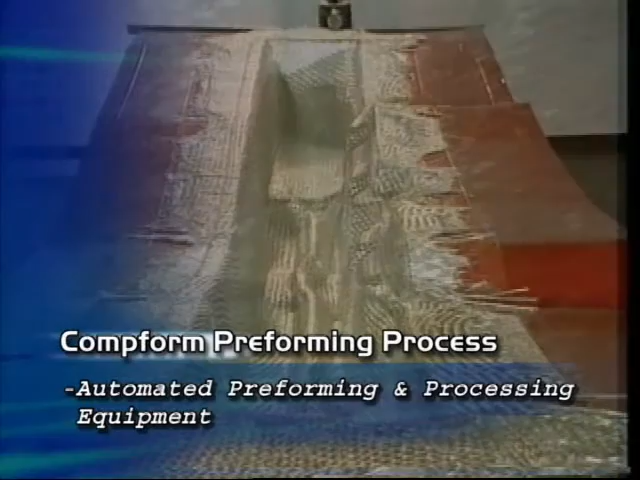 Compform Preforming Process
-Automated Preforming & Processing
Equipment